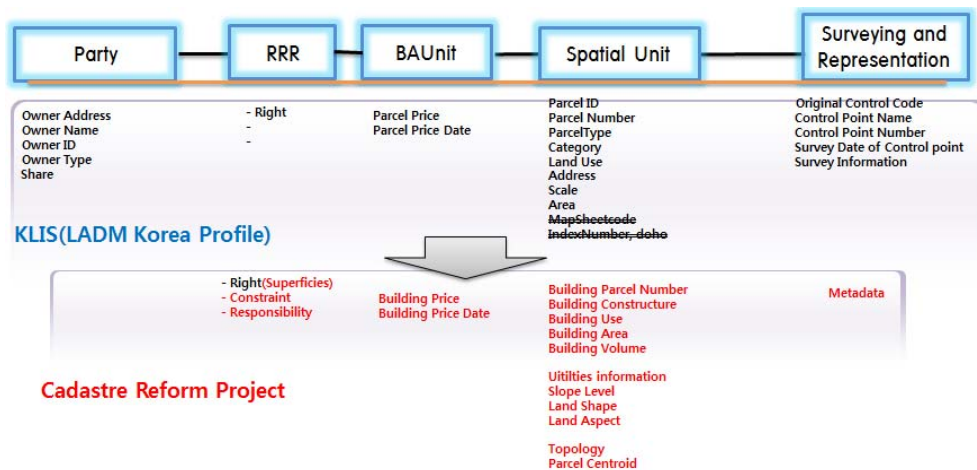 Party
RRR
BAUnit
Spatial Unit
Surveying and
Representation
Owner Address
Owner Name
Owner ID
Owner Type
Share
- Right
-
-
Parcel Price
Parcel Price Date
Parcel ID
Parcel Number
ParcelType
Category
Land Use
Address
Scale
Area
MapSheetcode
IndexNumber, doho
Original Control Code
Control Point Name
Control Point Number
Survey Date of Control point
Survey Information
KLIS(LADM Korea Profile)
- Right(Superficies)
- Constraint
- Responsibility
Building Price
Building Price Date
Building Parcel Number
Building Constructure
Building Use
Building Area
Building Volume
Uitilties information
Slope Level
Land Shape
Land Aspect
Topology
Parcel Centroid
Metadata
Cadastre Reform Project